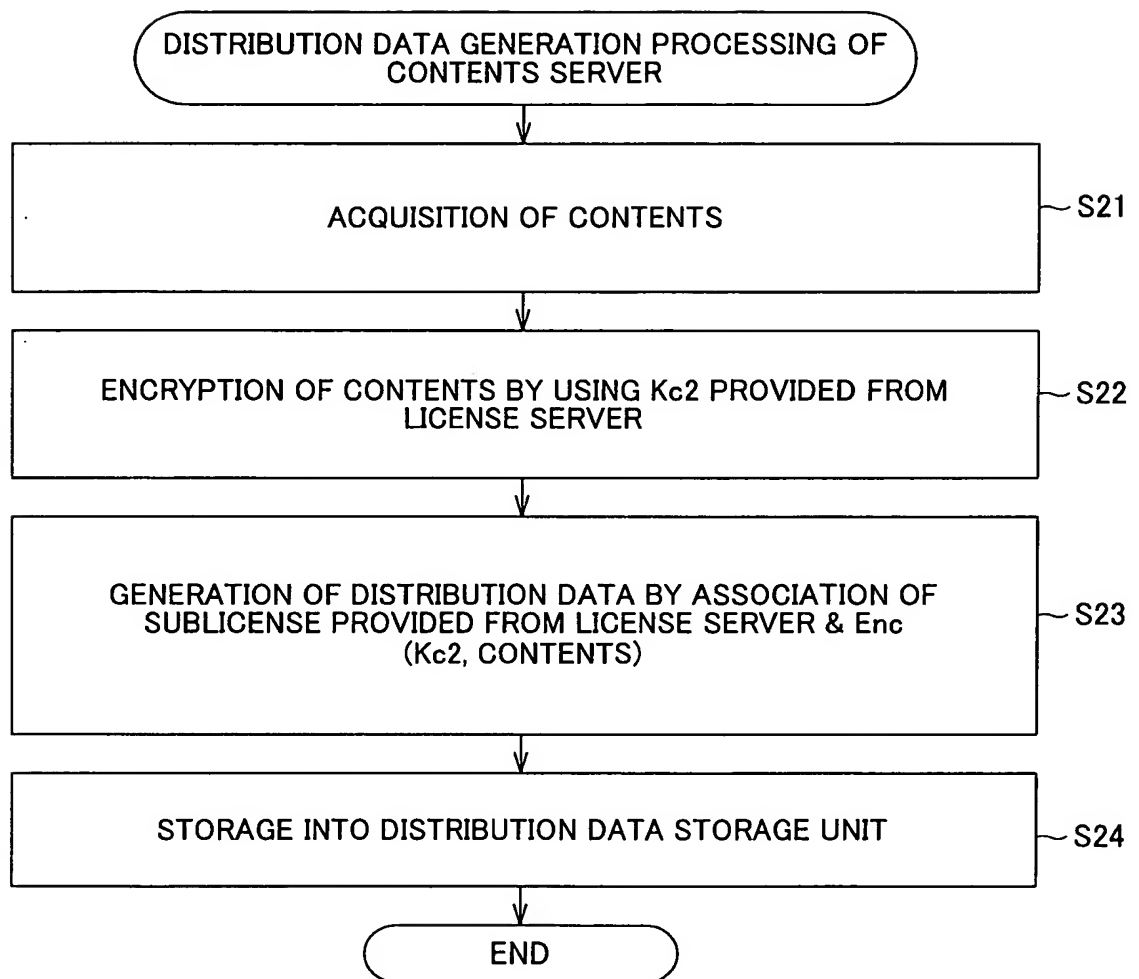 DISTRIBUTION DATA GENERATION PROCESSING OF
CONTENTS SERVER
ACQUISITION OF CONTENTS
S21
ENCRYPTION OF CONTENTS BY USING Kc2 PROVIDED FROM
LICENSE SERVER
S22
GENERATION OF DISTRIBUTION DATA BY ASSOCIATION OF
SUBLICENSE PROVIDED FROM LICENSE SERVER & Enc
(Kc2, CONTENTS)
S23
STORAGE INTO DISTRIBUTION DATA STORAGE UNIT
S24
END